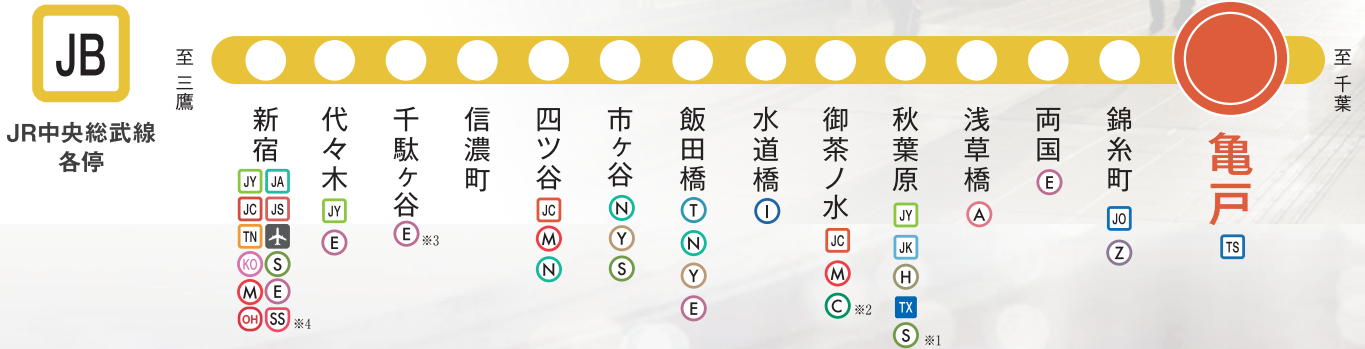 JB
JR中央総武線
各停
至 三鷹
新宿
JY JA
JC JS
TN
KO S
M E
OH SS ※4
代々木
JY
E
千駄ヶ谷
E ※3
信濃町
四ツ谷
JC
M
N
市ヶ谷
N
Y
S
飯田橋
T
N
Y
E
水道橋
I
御茶ノ水
JC
M
C ※2
秋葉原
JY
JK
H
TX
S ※1
浅草橋
A
両国
E
錦糸町
JO
Z
亀戸
TS
至 千葉